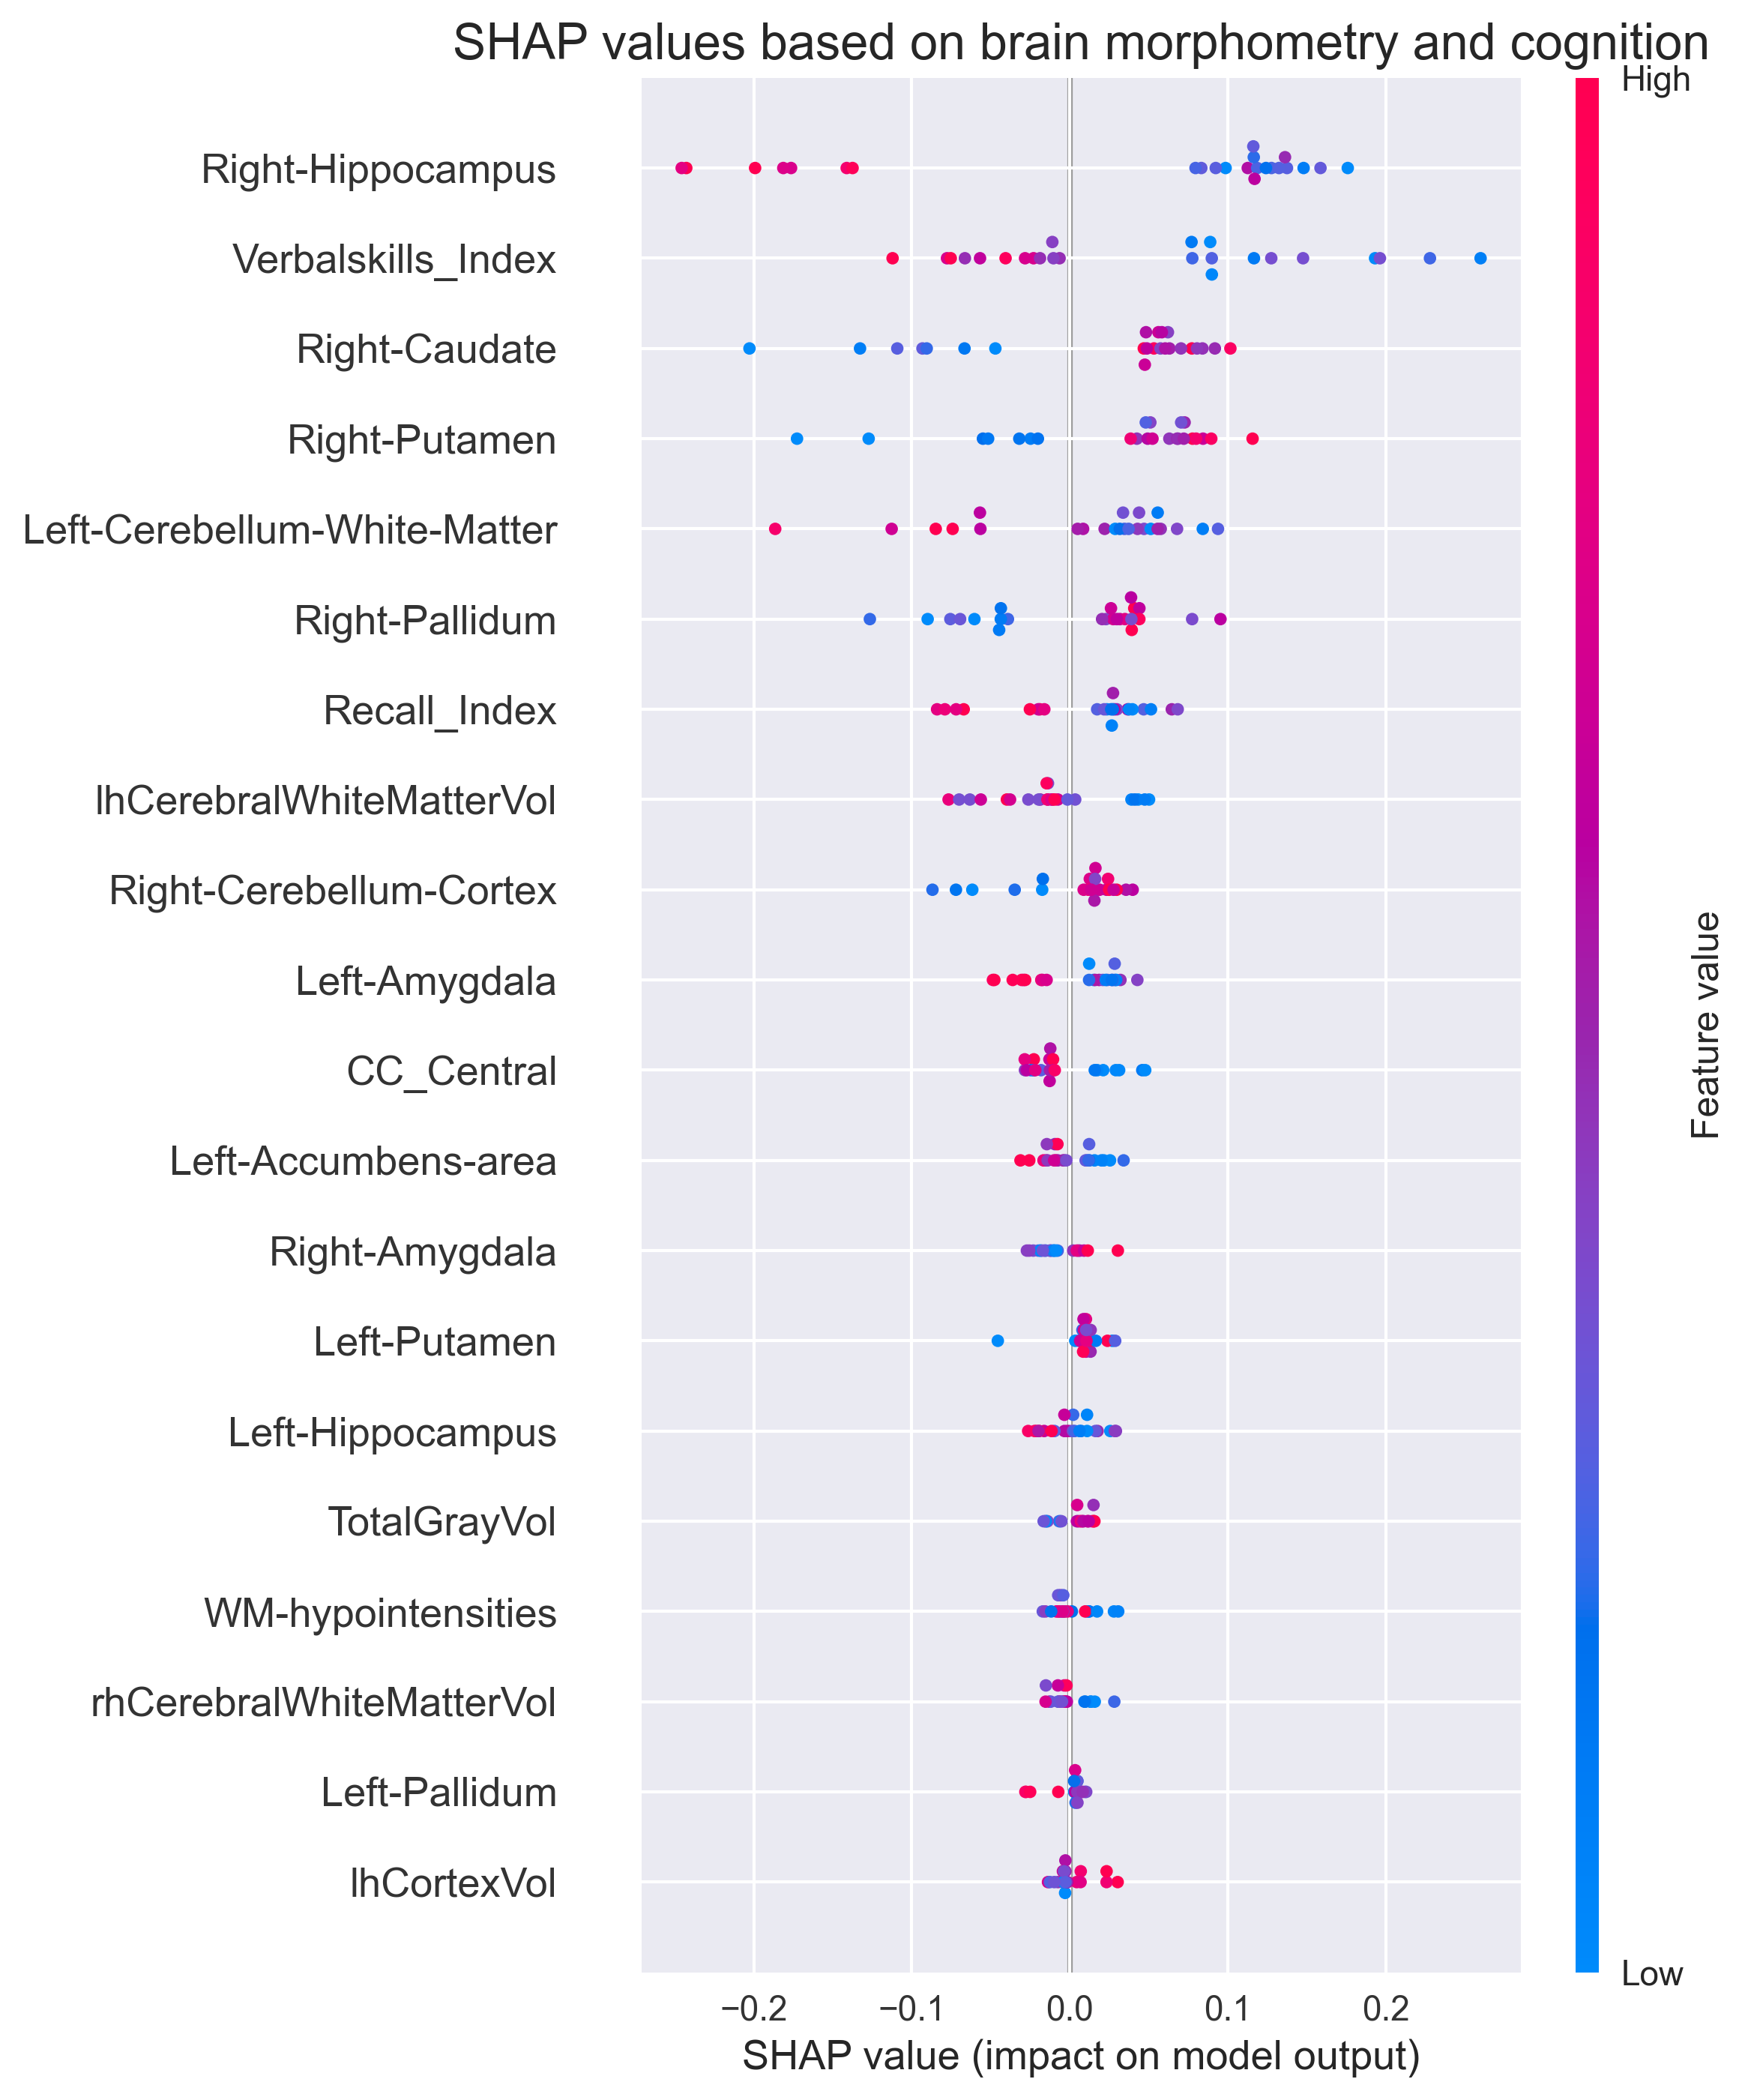 SHAP values based on brain morphometry and cognition
High
Right-Hippocampus
Verbalskills_Index
Right-Caudate
Right-Putamen
Left-Cerebellum-White-Matter
Right-Pallidum
Recall_Index
lhCerebralWhiteMatterVol
Right-Cerebellum-Cortex
Left-Amygdala
CC_Central
Left-Accumbens-area
Right-Amygdala
Left-Putamen
Left-Hippocampus
TotalGrayVol
WM-hypointensities
rhCerebralWhiteMatterVol
Left-Pallidum
lhCortexVol
Feature value
Low
−0.2 −0.1 0.0 0.1 0.2
SHAP value (impact on model output)